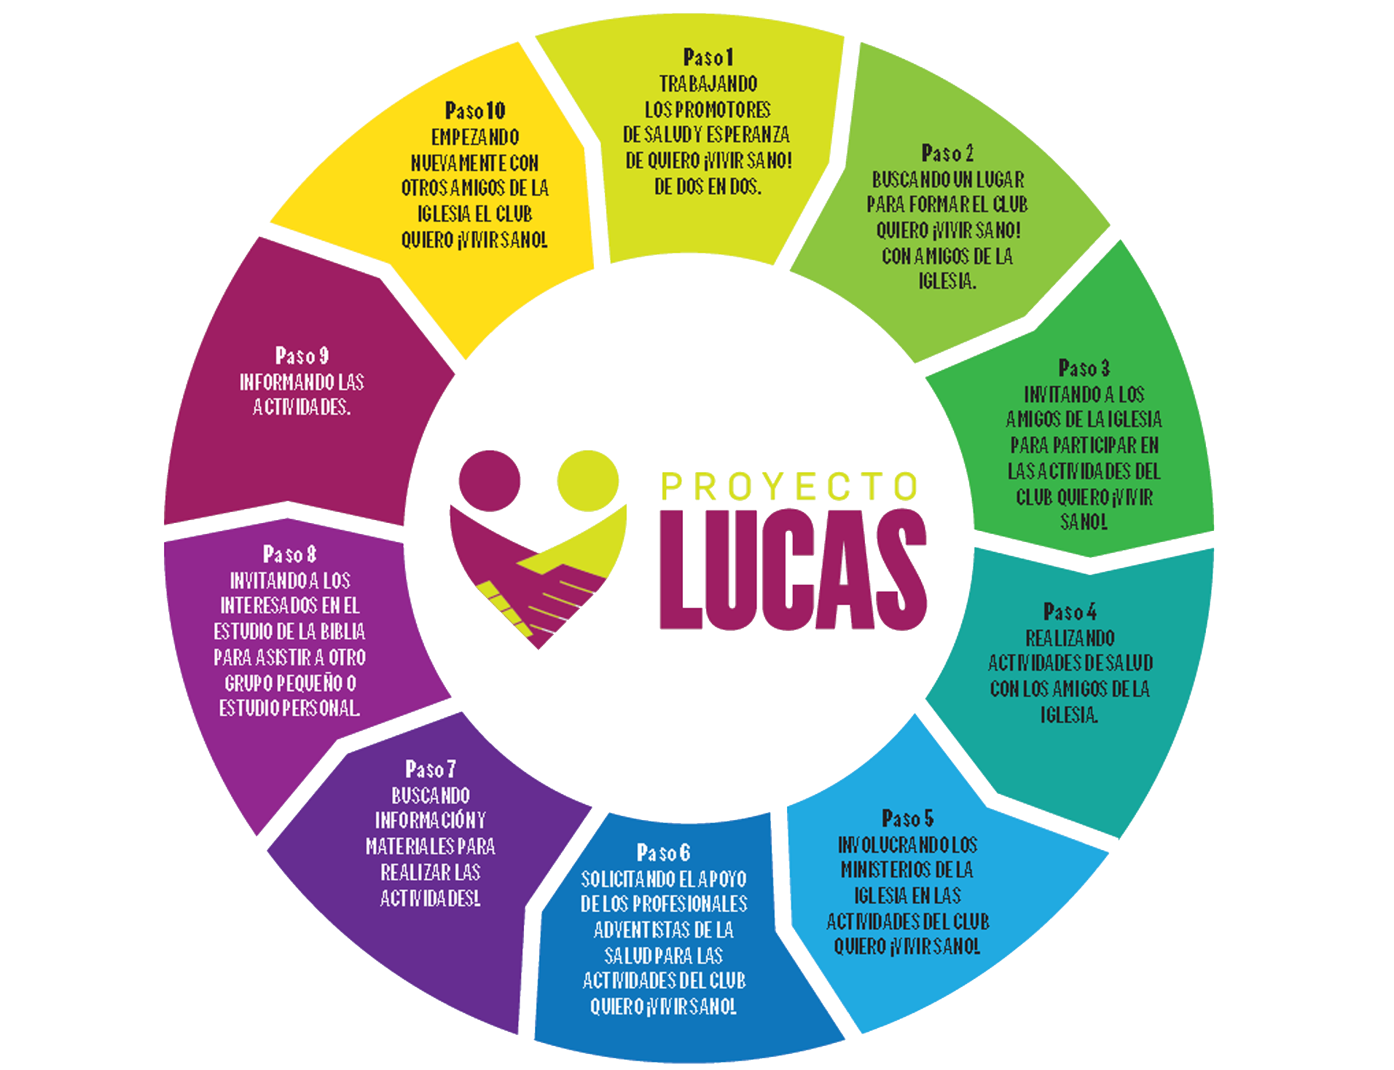 Paso 1
TRABAJANDO
LOS PROMOTORES
DE SALUD Y ESPERANZA
DE QUIERO ¡VIVIR SANO!
DE DOS EN DOS.
Paso 2
BUSCANDO UN LUGAR
PARA FORMAR EL CLUB
QUIERO ¡VIVIR SANO!
CON AMIGOS DE LA
IGLESIA.
Paso 3
INVITANDO A LOS
AMIGOS DE LA IGLESIA
PARA PARTICIPAR EN
LAS ACTIVIDADES DEL
CLUB QUIERO ¡VIVIR
SANO!
Paso 4
REALIZANDO
ACTIVIDADES DE SALUD
CON LOS AMIGOS DE LA
IGLESIA.
Paso 5
INVOLUCRANDO LOS
MINISTERIOS DE LA
IGLESIA EN LAS
ACTIVIDADES DEL CLUB
QUIERO ¡VIVIR SANO!
Paso 6
SOLICITANDO EL APOYO
DE LOS PROFESIONALES
ADVENTISTAS DE LA
SALUD PARA LAS
ACTIVIDADES DEL CLUB
QUIERO ¡VIVIR SANO!
Paso 7
BUSCANDO
INFORMACIÓN Y
MATERIALES PARA
REALIZAR LAS
ACTIVIDADES!
Paso 8
INVITANDO A LOS
INTERESADOS EN EL
ESTUDIO DE LA BIBLIA
PARA ASISTIR A OTRO
GRUPO PEQUEÑO O
ESTUDIO PERSONAL.
Paso 9
INFORMANDO LAS
ACTIVIDADES.
Paso 10
EMPEZANDO
NUEVAMENTE CON
OTROS AMIGOS DE LA
IGLESIA EL CLUB
QUIERO ¡VIVIR SANO!
PROYECTO
LUCAS